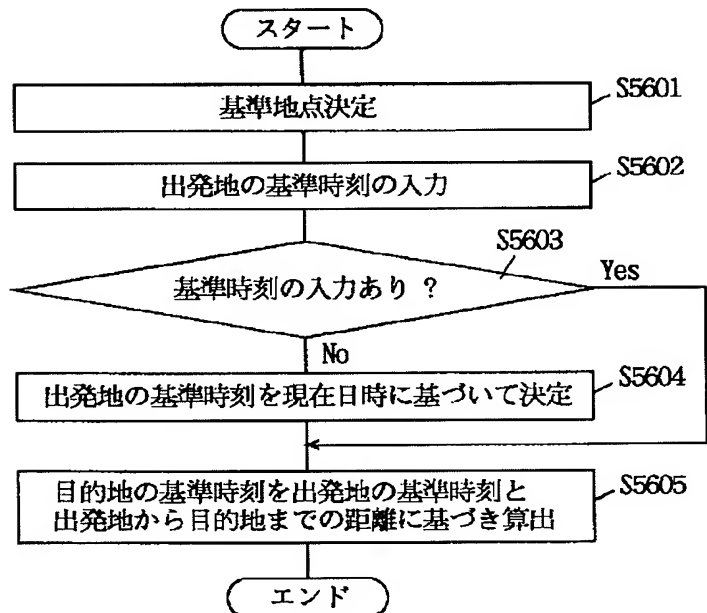 スタート
基準地点決定
S5601
出発地の基準時刻の入力
S5602
S5603
基準時刻の入力あり ?
Yes
No
出発地の基準時刻を現在日時に基づいて決定
S5604
目的地の基準時刻を出発地の基準時刻と
出発地から目的地までの距離に基づき算出
S5605
エンド